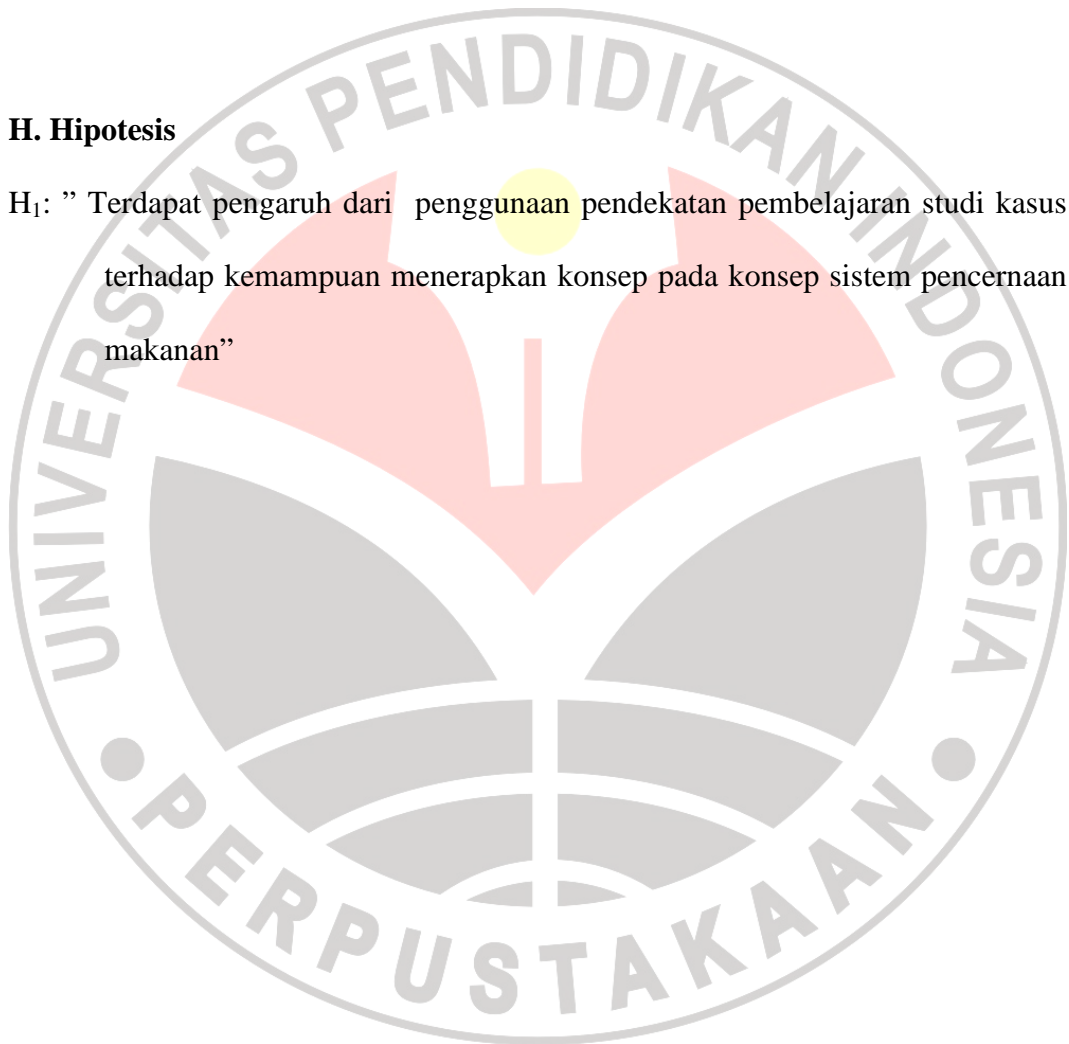 H. Hipotesis
H₁: ” Terdapat pengaruh dari penggunaan pendekatan pembelajaran studi kasus
terhadap kemampuan menerapkan konsep pada konsep sistem pencernaan
makanan”
UNIVERSITAS PENDIDIKAN INDONESIA
PERPUSTAKAAN